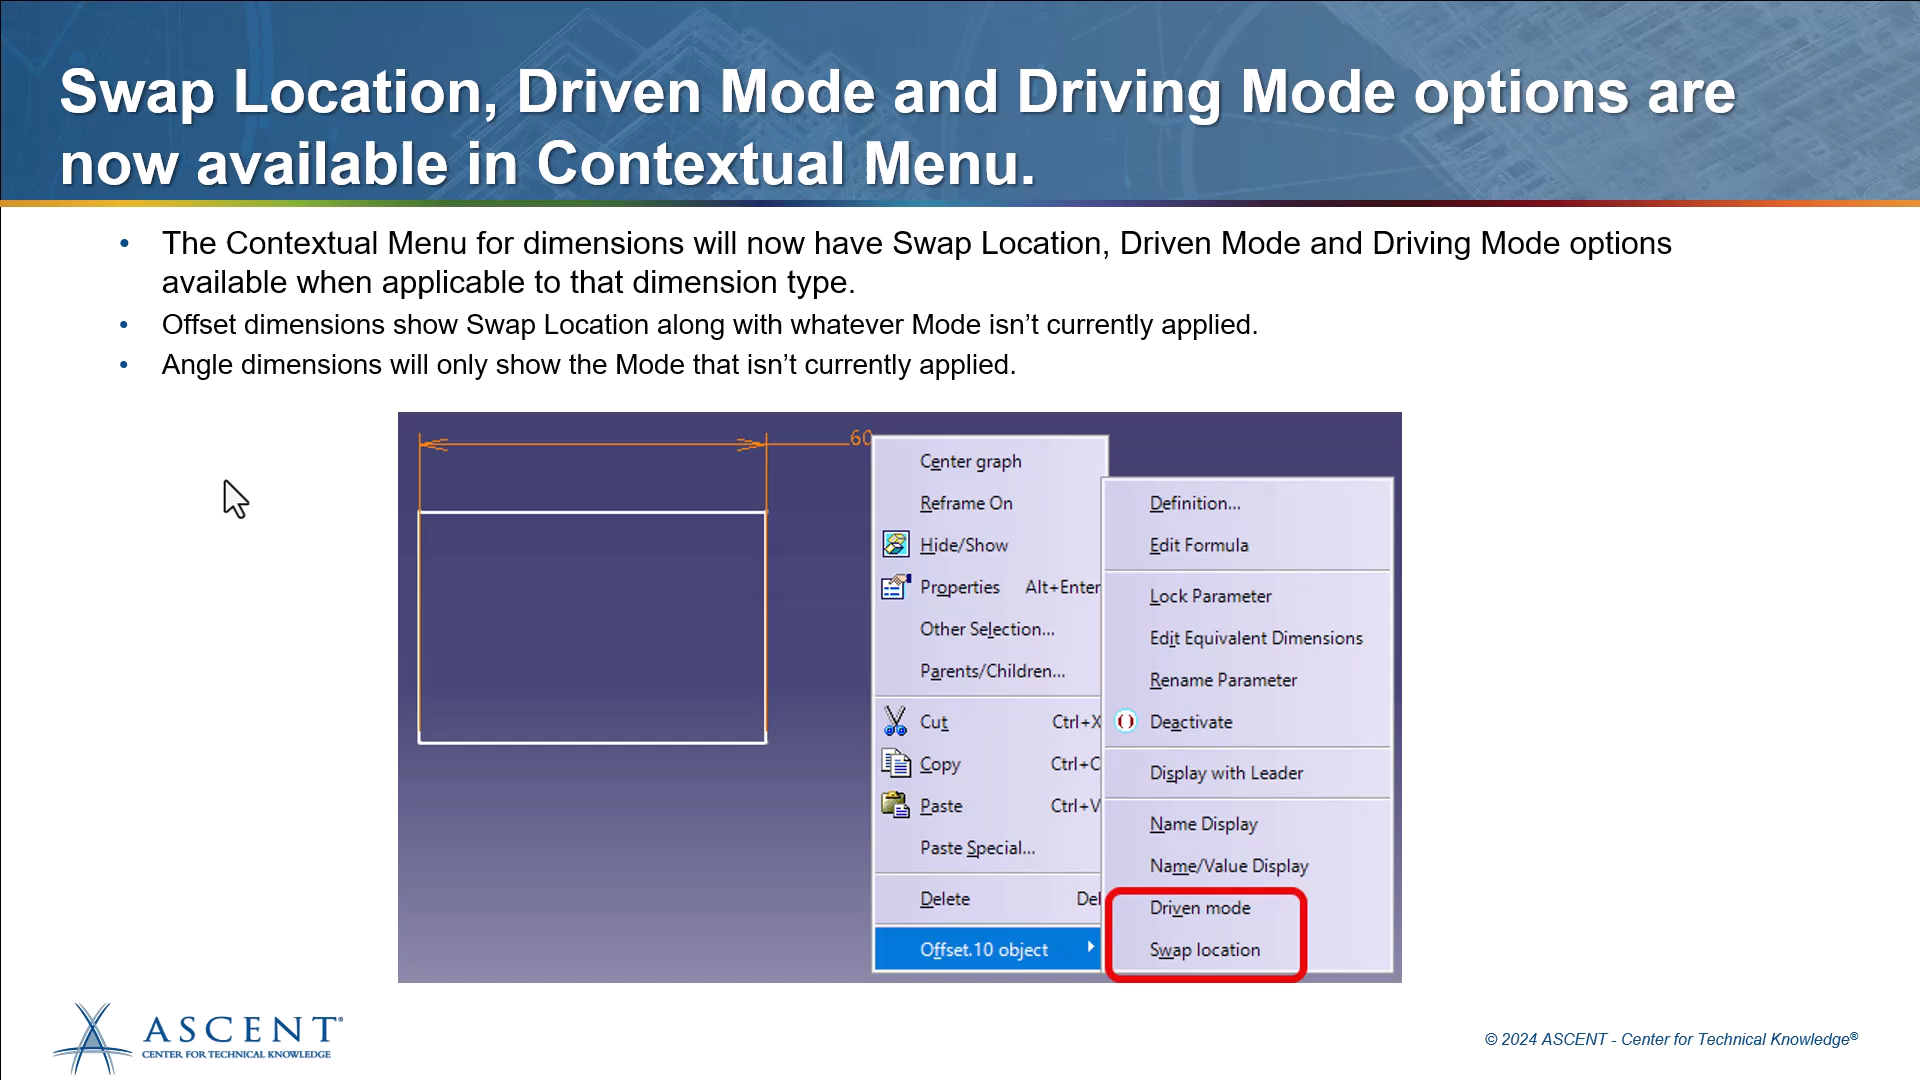 Swap Location, Driven Mode and Driving Mode options are
now available in Contextual Menu.
• The Contextual Menu for dimensions will now have Swap Location, Driven Mode and Driving Mode options
available when applicable to that dimension type.
• Offset dimensions show Swap Location along with whatever Mode isn’t currently applied.
• Angle dimensions will only show the Mode that isn’t currently applied.
60
Center graph
Reframe On
Hide/Show
Properties Alt+Enter
Other Selection...
Parents/Children...
Cut Ctrl+X
Copy Ctrl+C
Paste Ctrl+V
Paste Special...
Delete Del
Offset.10 object
Definition...
Edit Formula
Lock Parameter
Edit Equivalent Dimensions
Rename Parameter
Deactivate
Display with Leader
Name Display
Name/Value Display
Driven mode
Swap location
ASCENT®
CENTER FOR TECHNICAL KNOWLEDGE
© 2024 ASCENT - Center for Technical Knowledge®